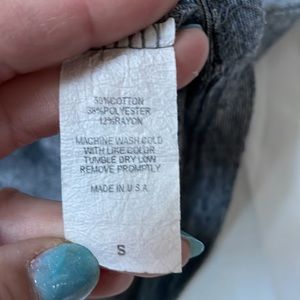 50%COTTON
38%POLYESTER
12%RAYON
MACHINE WASH COLD
WITH LIKE COLOR
TUMBLE DRY LOW
REMOVE PROMPTLY
MADE IN U.S.A.
S